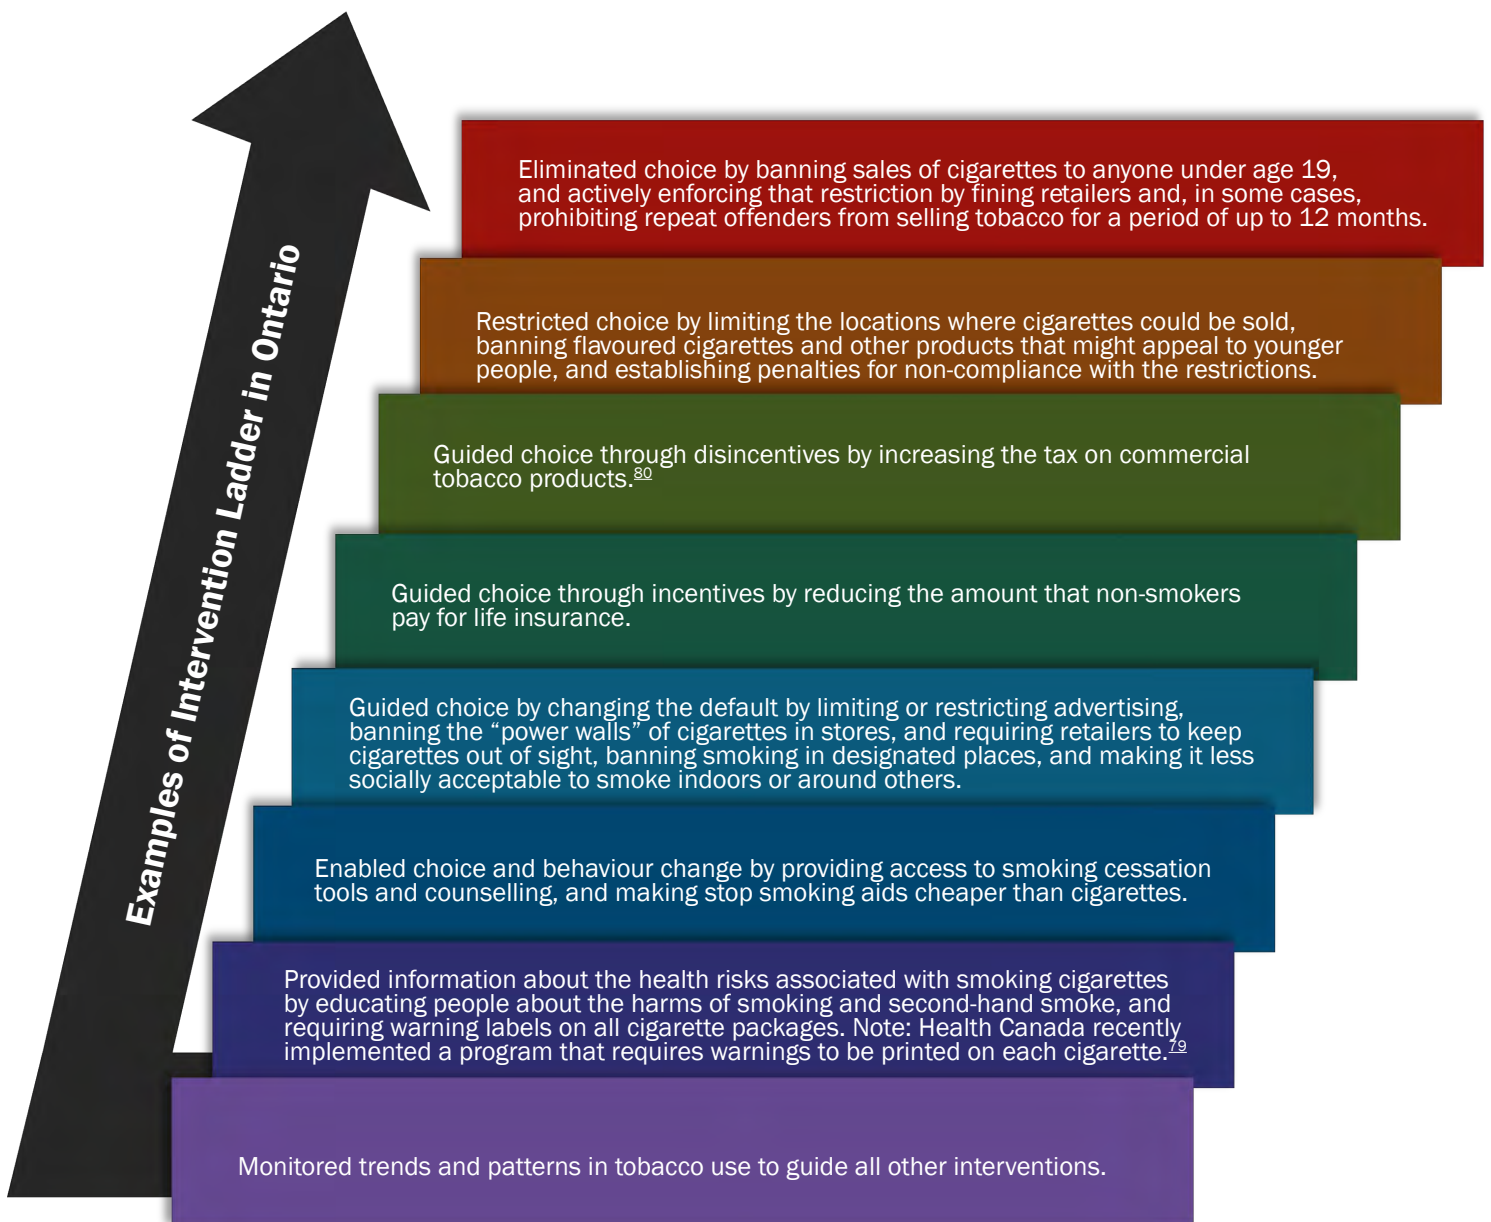 Examples of Intervention Ladder in Ontario
Eliminated choice by banning sales of cigarettes to anyone under age 19,
and actively enforcing that restriction by fining retailers and, in some cases,
prohibiting repeat offenders from selling tobacco for a period of up to 12 months.
Restricted choice by limiting the locations where cigarettes could be sold,
banning flavoured cigarettes and other products that might appeal to younger
people, and establishing penalties for non-compliance with the restrictions.
Guided choice through disincentives by increasing the tax on commercial
tobacco products.80
Guided choice through incentives by reducing the amount that non-smokers
pay for life insurance.
Guided choice by changing the default by limiting or restricting advertising,
banning the “power walls” of cigarettes in stores, and requiring retailers to keep
cigarettes out of sight, banning smoking in designated places, and making it less
socially acceptable to smoke indoors or around others.
Enabled choice and behaviour change by providing access to smoking cessation
tools and counselling, and making stop smoking aids cheaper than cigarettes.
Provided information about the health risks associated with smoking cigarettes
by educating people about the harms of smoking and second-hand smoke, and
requiring warning labels on all cigarette packages. Note: Health Canada recently
implemented a program that requires warnings to be printed on each cigarette.79
Monitored trends and patterns in tobacco use to guide all other interventions.